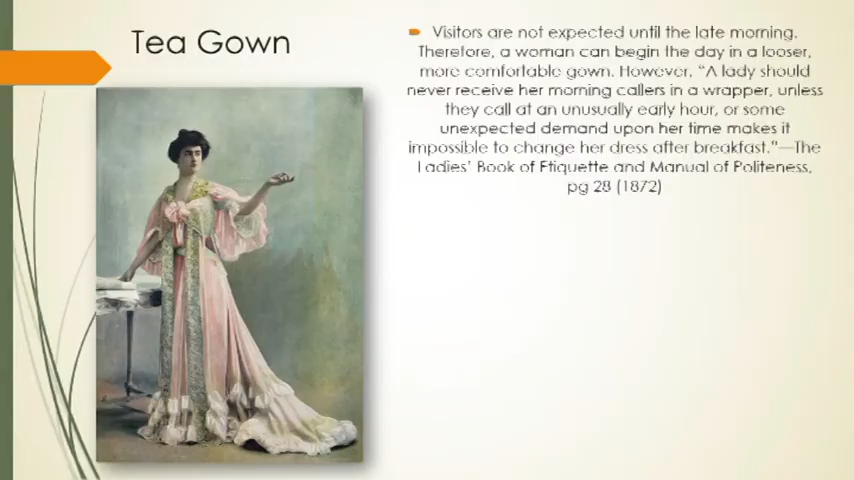 Tea Gown
Visitors are not expected until the late morning.
Therefore, a woman can begin the day in a looser,
more comfortable gown. However, “A lady should
never receive her morning callers in a wrapper, unless
they call at an unusually early hour, or some
unexpected demand upon her time makes it
impossible to change her dress after breakfast.”—The
Ladies’ Book of Etiquette and Manual of Politeness,
pg 28 (1872)